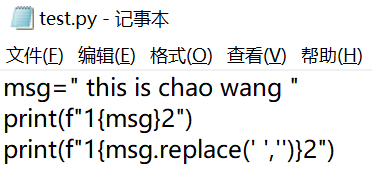 test.py - 记事本
文件(F) 编辑(E) 格式(O) 查看(V) 帮助(H)
msg=" this is chao wang "
print(f"1{msg}2")
print(f"1{msg.replace(' ','')}2")